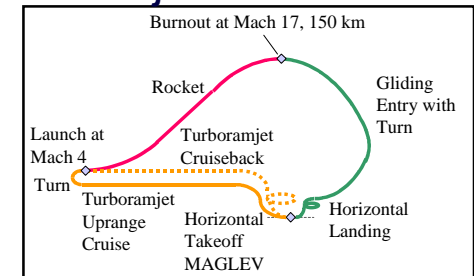 Burnout at Mach 17, 150 km
Rocket
Gliding
Entry with
Turn
Launch at
Mach 4
Turboramjet
Cruiseback
Turn
Turboramjet
Uprange
Cruise
Horizontal
Takeoff
MAGLEV
Horizontal
Landing